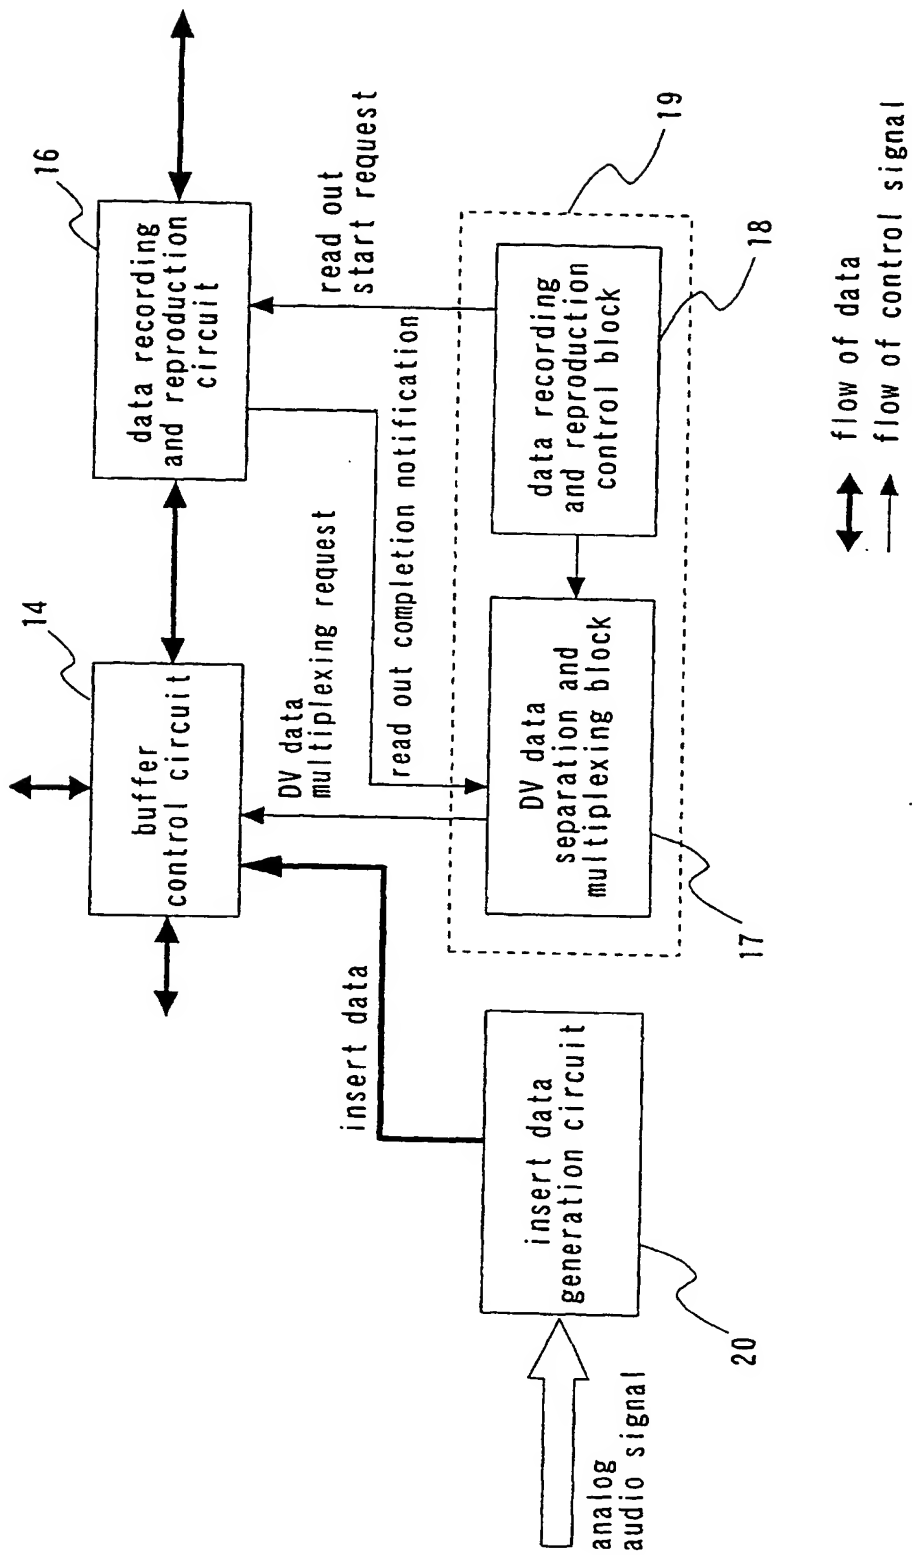 14
buffer
control circuit
16
data recording
and reproduction
circuit
DV data
multiplexing request
read out completion notification
read out
start request
insert data
19
DV data
separation and
multiplexing block
17
data recording
and reproduction
control block
18
insert data
generation circuit
20
analog
audio signal
flow of data
flow of control signal